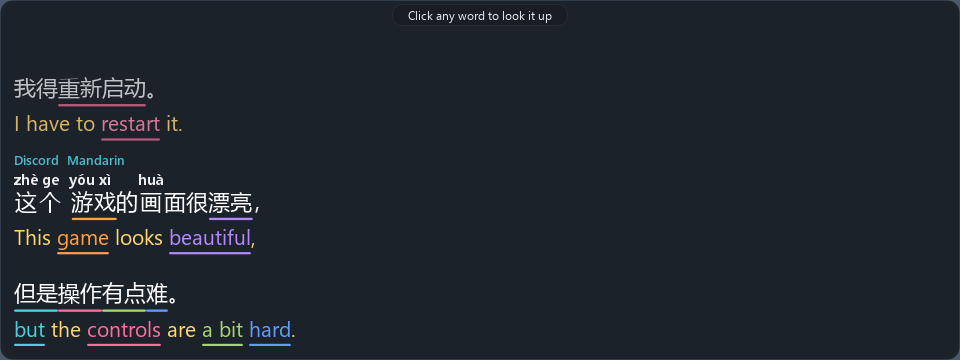 Click any word to look it up
我得重新启动。
I have to restart it.
Discord Mandarin
zhè ge yóu xì huà
这个 游戏的画面很漂亮,
This game looks beautiful,
但是操作有点难。
but the controls are a bit hard.